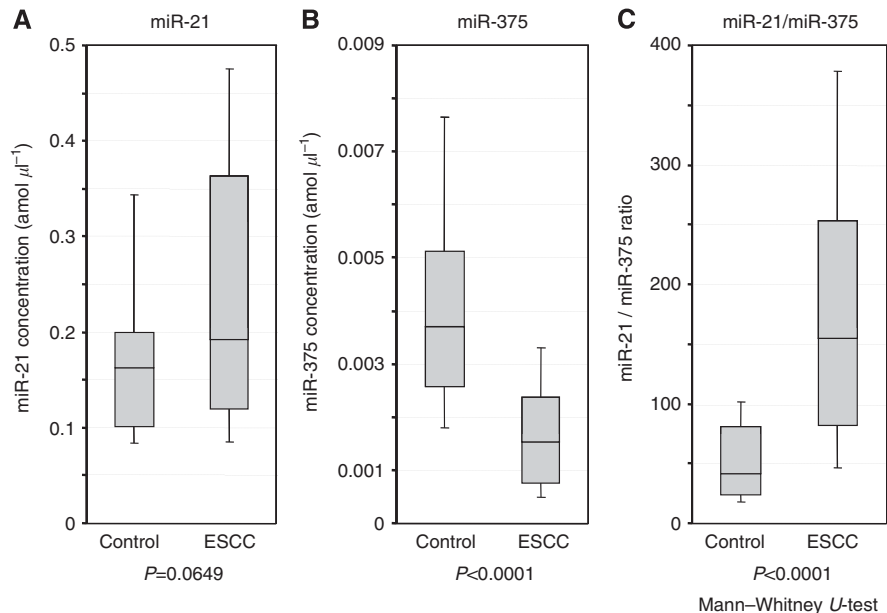 A
miR-21
miR-21 concentration (amol μl⁻¹)
0.5
0.4
0.3
0.2
0.1
0
Control
ESCC
P=0.0649
B
miR-375
miR-375 concentration (amol μl⁻¹)
0.009
0.007
0.005
0.003
0.001
0
Control
ESCC
P<0.0001
C
miR-21/miR-375
miR-21 / miR-375 ratio
400
300
200
100
0
Control
ESCC
P<0.0001
Mann–Whitney U-test